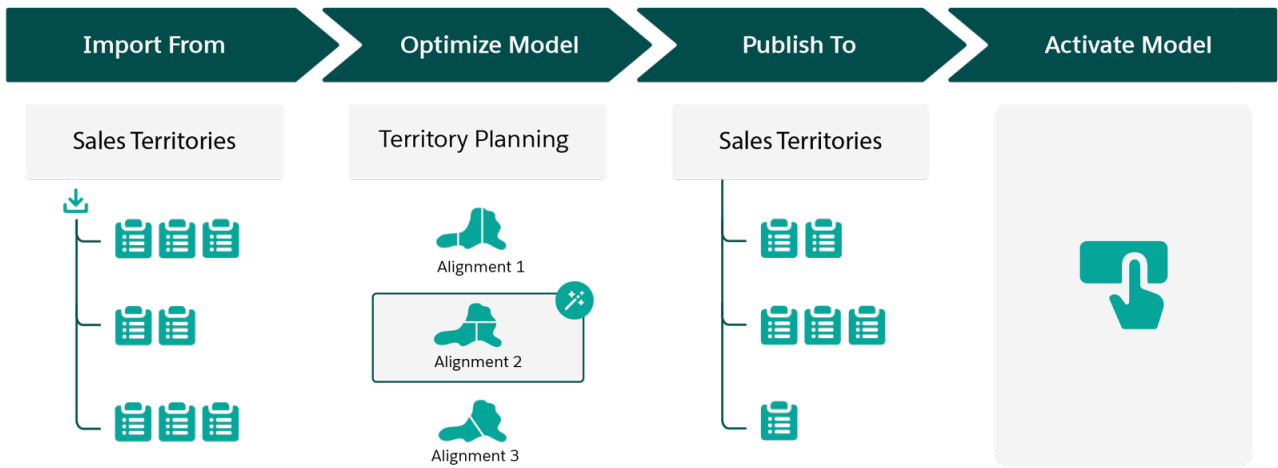 Import From
Optimize Model
Publish To
Activate Model
Sales Territories
Territory Planning
Sales Territories
Alignment 1
Alignment 2
Alignment 3